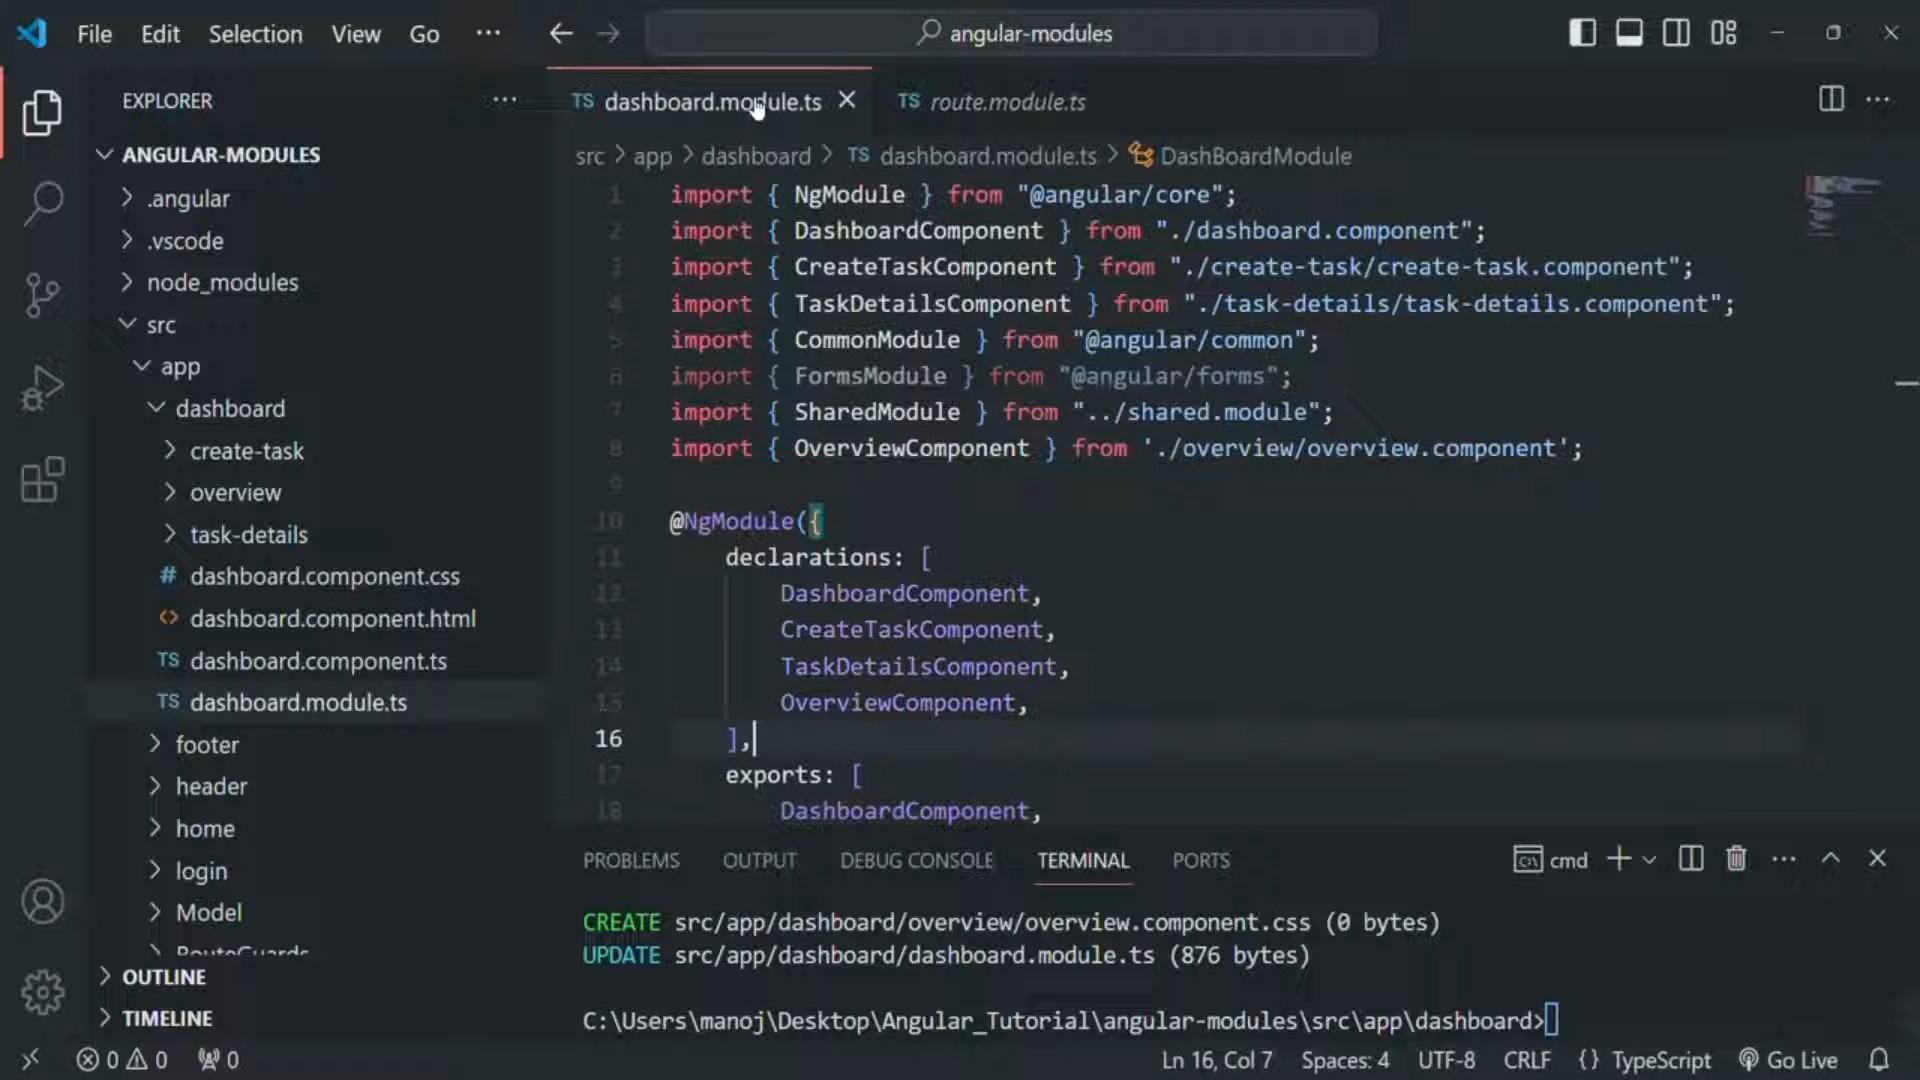 File Edit Selection View Go ··· angular-modules
EXPLORER ···
ANGULAR-MODULES
.angular
.vscode
node_modules
src
app
dashboard
create-task
overview
task-details
# dashboard.component.css
<> dashboard.component.html
TS dashboard.component.ts
TS dashboard.module.ts
footer
header
home
login
Model
RouteGuards
OUTLINE
TIMELINE
TS dashboard.module.ts TS route.module.ts
src > app > dashboard > TS dashboard.module.ts > DashBoardModule
1 import { NgModule } from "@angular/core";
2 import { DashboardComponent } from "./dashboard.component";
3 import { CreateTaskComponent } from "./create-task/create-task.component";
4 import { TaskDetailsComponent } from "./task-details/task-details.component";
5 import { CommonModule } from "@angular/common";
6 import { FormsModule } from "@angular/forms";
7 import { SharedModule } from "../shared.module";
8 import { OverviewComponent } from './overview/overview.component';
9
10 @NgModule({
11 declarations: [
12 DashboardComponent,
13 CreateTaskComponent,
14 TaskDetailsComponent,
15 OverviewComponent,
16 ],
17 exports: [
18 DashboardComponent,
PROBLEMS OUTPUT DEBUG CONSOLE TERMINAL PORTS cmd
CREATE src/app/dashboard/overview/overview.component.css (0 bytes)
UPDATE src/app/dashboard/dashboard.module.ts (876 bytes)
C:\Users\manoj\Desktop\Angular_Tutorial\angular-modules\src\app\dashboard>
0 0 0 Ln 16, Col 7 Spaces: 4 UTF-8 CRLF {} TypeScript Go Live